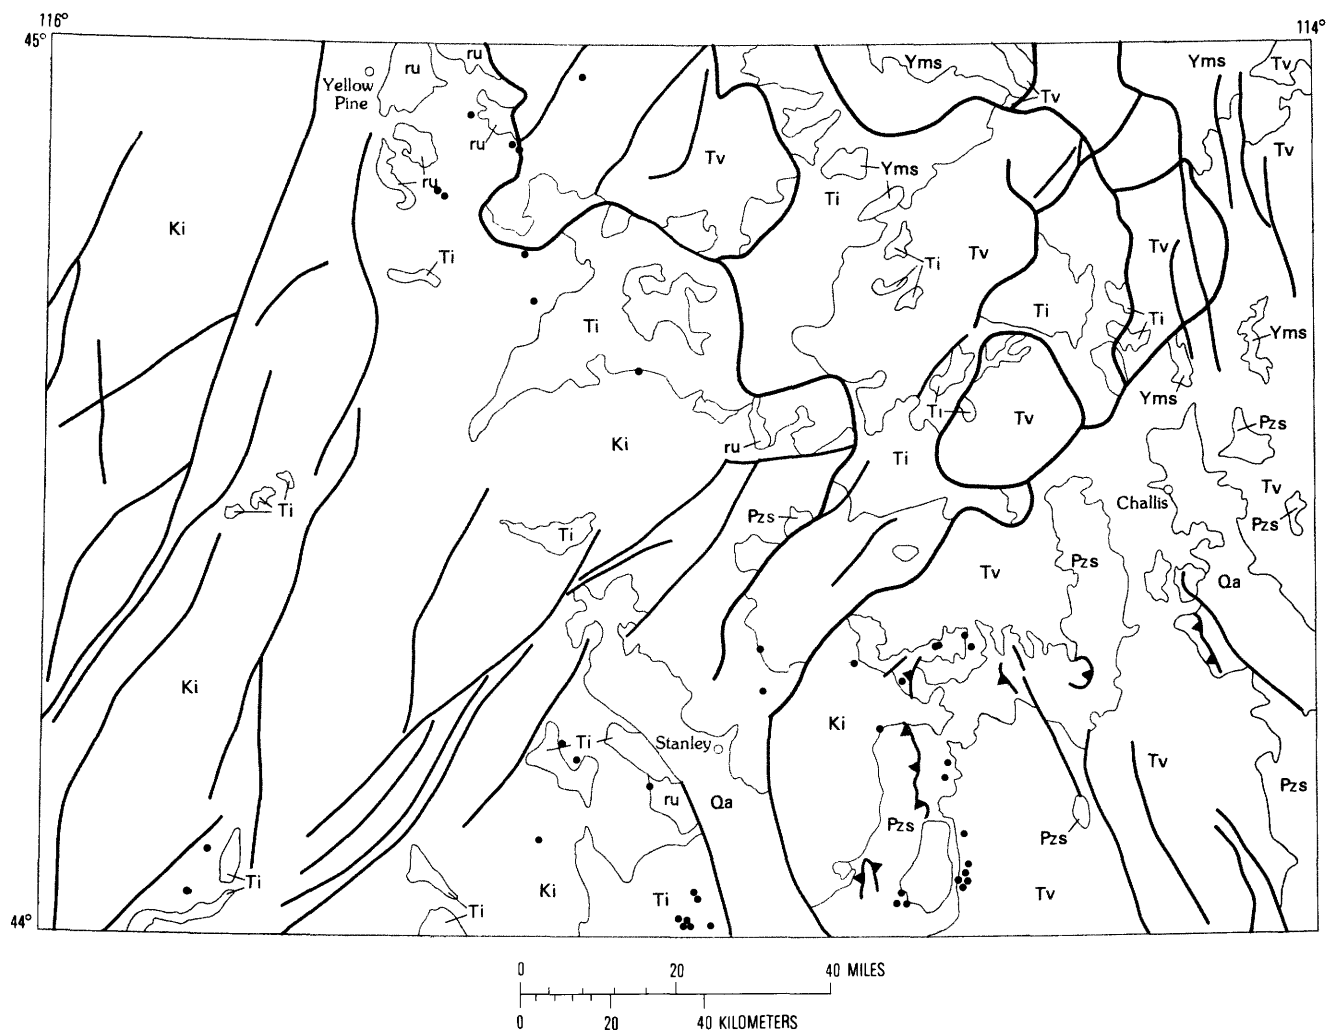 116°
114°
45°
ru
ru
Yms
Yms
Tv
Yellow
Pine
Tv
ru
Tv
Tv
Yms
ru
Ti
Ki
Tv
Tv
Ti
Ti
Ti
Ti
Ti
Yms
Yms
Ti
Tv
Pzs
Ki
ru
Ti
Tv
Challis
Ti
Pzs
Pzs
Ti
Pzs
Tv
Qa
Ki
Ki
Stanley
Ti
Tv
Pzs
ru
Qa
Pzs
Pzs
Ti
Ki
Ti
Tv
Ti
44°
0 20 40 MILES
0 20 40 KILOMETERS